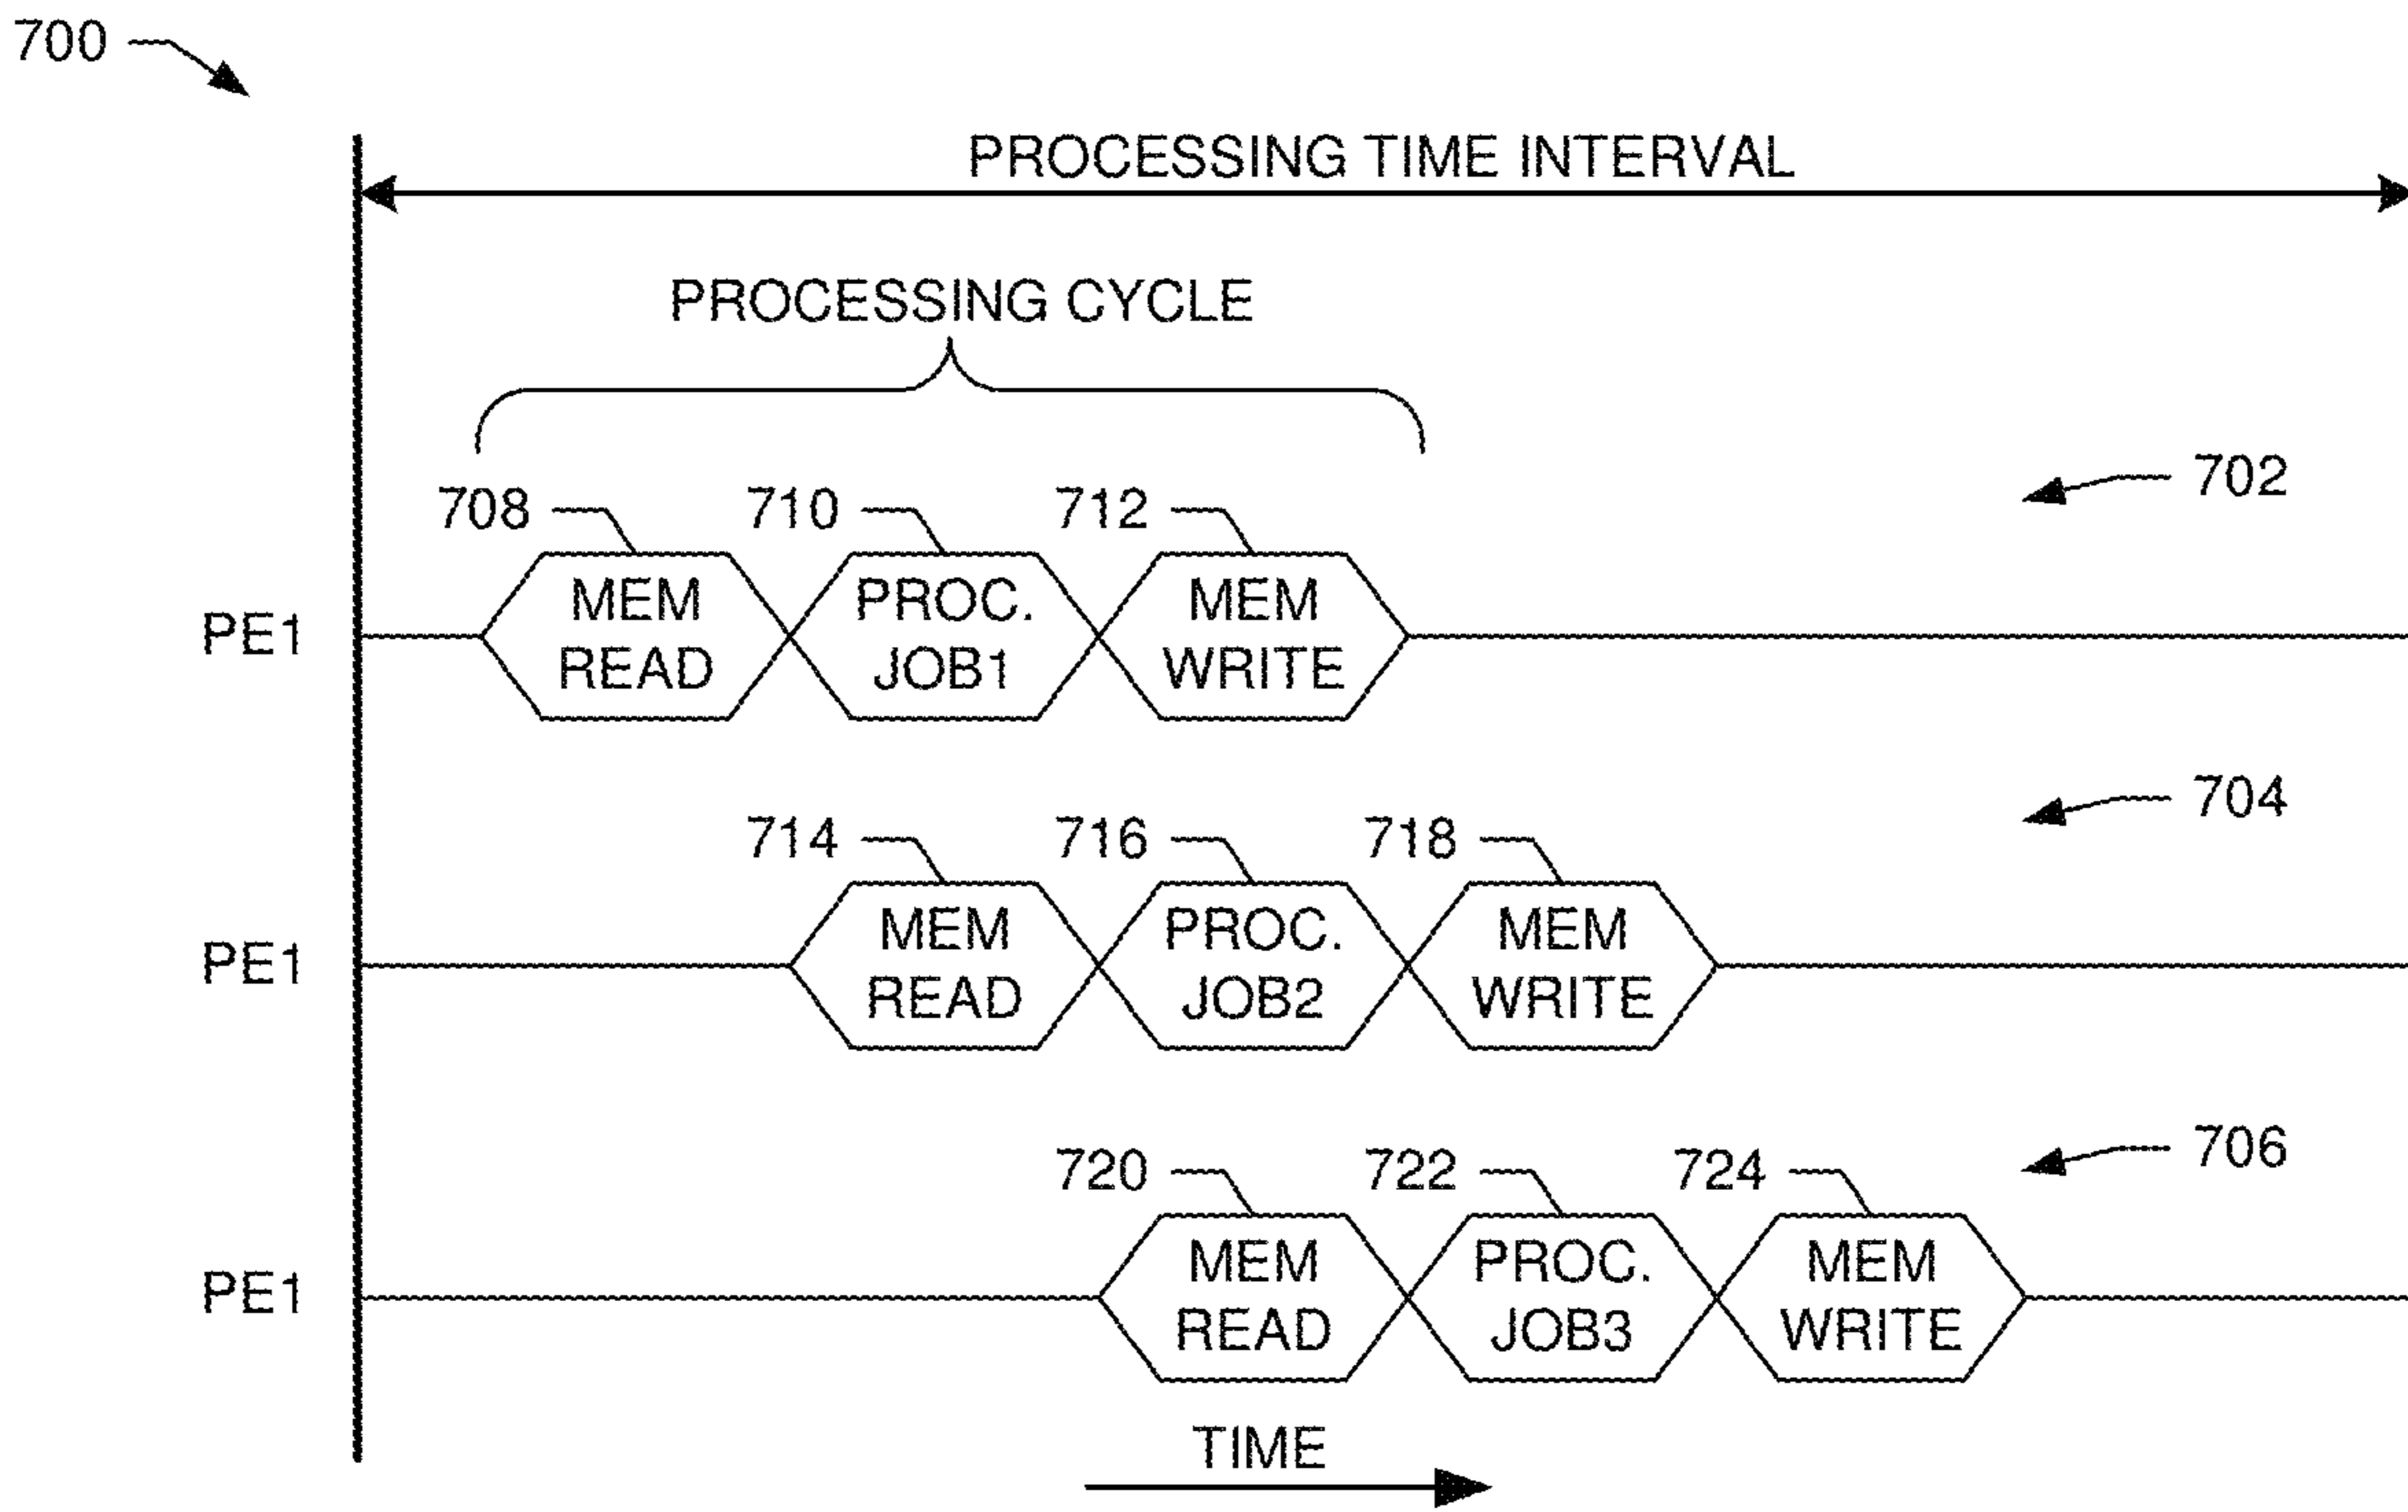 700
PROCESSING TIME INTERVAL
PROCESSING CYCLE
702
708 710 712
PE1
MEM READ
PROC. JOB1
MEM WRITE
704
714 716 718
PE1
MEM READ
PROC. JOB2
MEM WRITE
706
720 722 724
PE1
MEM READ
PROC. JOB3
MEM WRITE
TIME